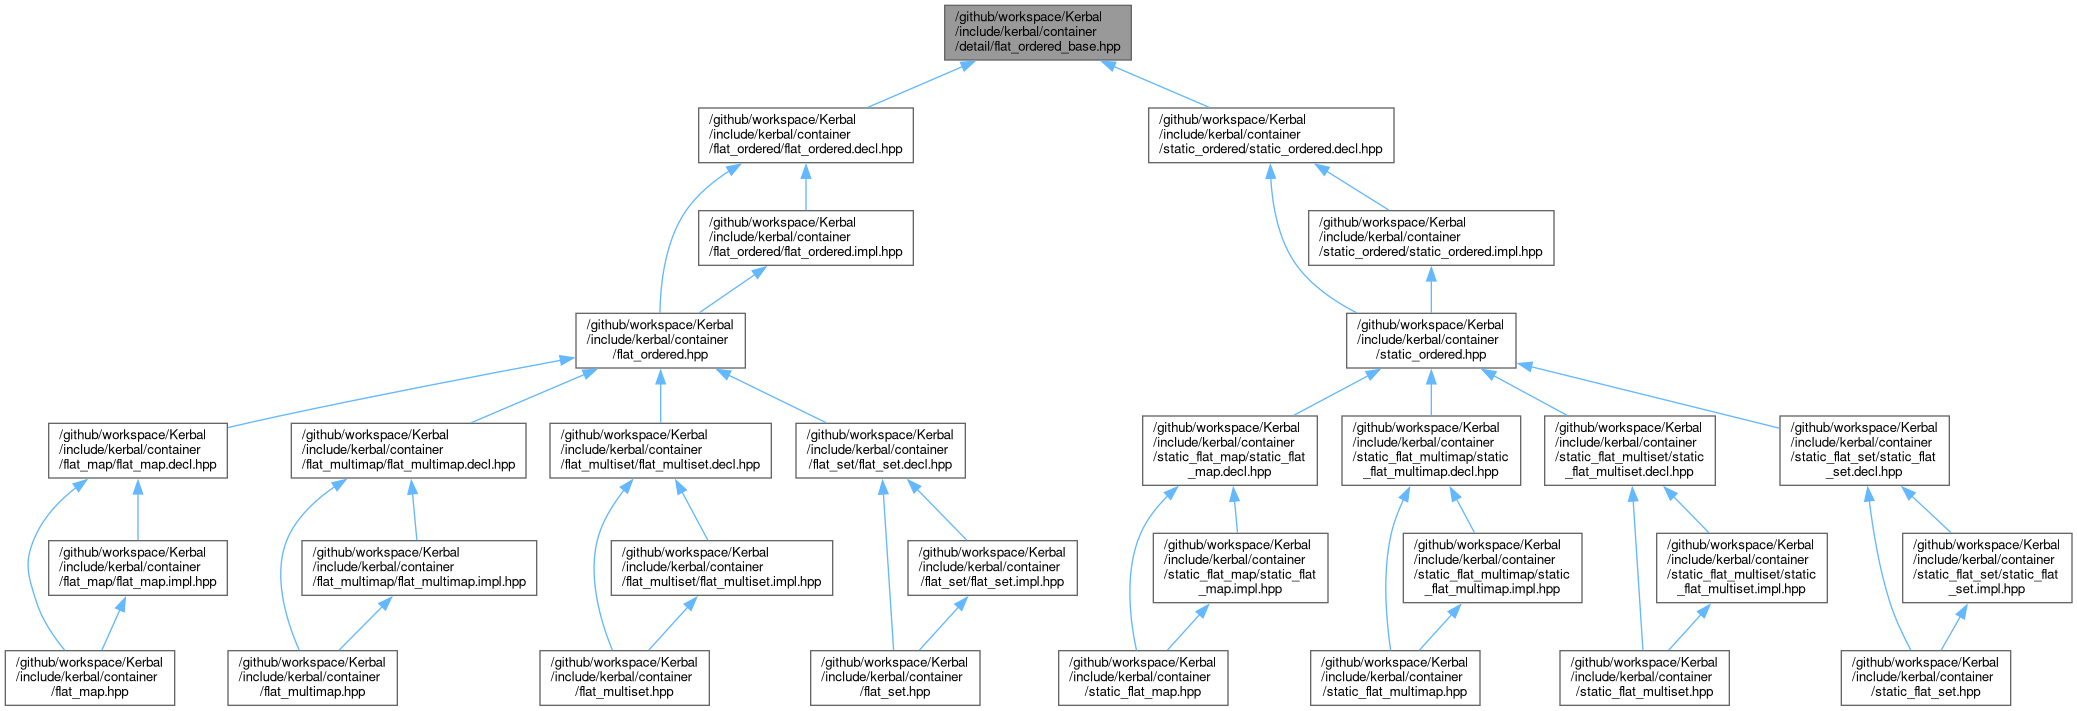 /github/workspace/Kerbal
/include/kerbal/container
/detail/flat_ordered_base.hpp
/github/workspace/Kerbal
/include/kerbal/container
/flat_ordered/flat_ordered.decl.hpp
/github/workspace/Kerbal
/include/kerbal/container
/static_ordered/static_ordered.decl.hpp
/github/workspace/Kerbal
/include/kerbal/container
/flat_ordered/flat_ordered.impl.hpp
/github/workspace/Kerbal
/include/kerbal/container
/static_ordered/static_ordered.impl.hpp
/github/workspace/Kerbal
/include/kerbal/container
/flat_ordered.hpp
/github/workspace/Kerbal
/include/kerbal/container
/static_ordered.hpp
/github/workspace/Kerbal
/include/kerbal/container
/flat_map/flat_map.decl.hpp
/github/workspace/Kerbal
/include/kerbal/container
/flat_multimap/flat_multimap.decl.hpp
/github/workspace/Kerbal
/include/kerbal/container
/flat_multiset/flat_multiset.decl.hpp
/github/workspace/Kerbal
/include/kerbal/container
/flat_set/flat_set.decl.hpp
/github/workspace/Kerbal
/include/kerbal/container
/static_flat_map/static_flat
_map.decl.hpp
/github/workspace/Kerbal
/include/kerbal/container
/static_flat_multimap/static
_flat_multimap.decl.hpp
/github/workspace/Kerbal
/include/kerbal/container
/static_flat_multiset/static
_flat_multiset.decl.hpp
/github/workspace/Kerbal
/include/kerbal/container
/static_flat_set/static_flat
_set.decl.hpp
/github/workspace/Kerbal
/include/kerbal/container
/flat_map/flat_map.impl.hpp
/github/workspace/Kerbal
/include/kerbal/container
/flat_multimap/flat_multimap.impl.hpp
/github/workspace/Kerbal
/include/kerbal/container
/flat_multiset/flat_multiset.impl.hpp
/github/workspace/Kerbal
/include/kerbal/container
/flat_set/flat_set.impl.hpp
/github/workspace/Kerbal
/include/kerbal/container
/static_flat_map/static_flat
_map.impl.hpp
/github/workspace/Kerbal
/include/kerbal/container
/static_flat_multimap/static
_flat_multimap.impl.hpp
/github/workspace/Kerbal
/include/kerbal/container
/static_flat_multiset/static
_flat_multiset.impl.hpp
/github/workspace/Kerbal
/include/kerbal/container
/static_flat_set/static_flat
_set.impl.hpp
/github/workspace/Kerbal
/include/kerbal/container
/flat_map.hpp
/github/workspace/Kerbal
/include/kerbal/container
/flat_multimap.hpp
/github/workspace/Kerbal
/include/kerbal/container
/flat_multiset.hpp
/github/workspace/Kerbal
/include/kerbal/container
/flat_set.hpp
/github/workspace/Kerbal
/include/kerbal/container
/static_flat_map.hpp
/github/workspace/Kerbal
/include/kerbal/container
/static_flat_multimap.hpp
/github/workspace/Kerbal
/include/kerbal/container
/static_flat_multiset.hpp
/github/workspace/Kerbal
/include/kerbal/container
/static_flat_set.hpp